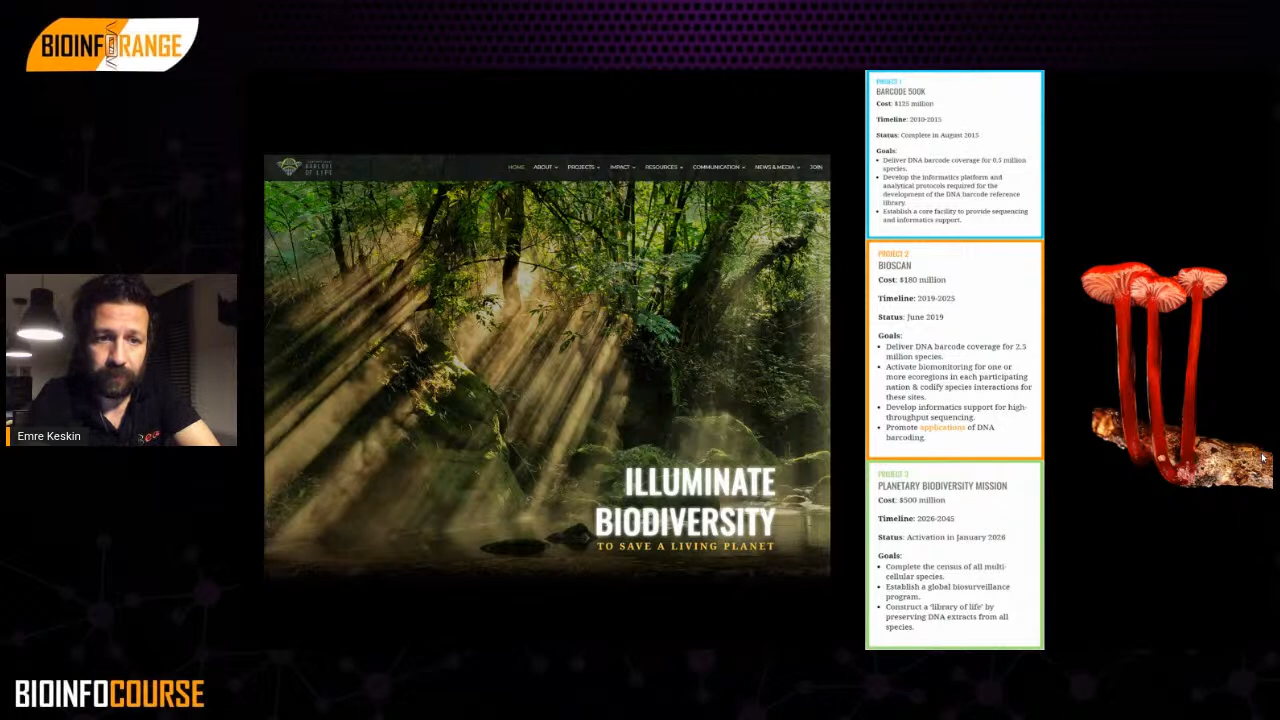 BIOINFORANGE
BARCODE
OF LIFE
HOME ABOUT PROJECTS IMPACT RESOURCES COMMUNICATION NEWS & MEDIA JOIN
ILLUMINATE
BIODIVERSITY
TO SAVE A LIVING PLANET
PROJECT 1
BARCODE 500K
Cost: $125 million
Timeline: 2010-2015
Status: Complete in August 2015
Goals:
• Deliver DNA barcode coverage for 0.5 million
species.
• Develop the informatics platform and
analytical protocols required for the
development of the DNA barcode reference
library.
• Establish a core facility to provide sequencing
and informatics support.
PROJECT 2
BIOSCAN
Cost: $180 million
Timeline: 2019-2025
Status: June 2019
Goals:
• Deliver DNA barcode coverage for 2.5
million species.
• Activate biomonitoring for one or
more ecoregions in each participating
nation & codify species interactions for
these sites.
• Develop informatics support for high-
throughput sequencing.
• Promote applications of DNA
barcoding.
PROJECT 3
PLANETARY BIODIVERSITY MISSION
Cost: $500 million
Timeline: 2026-2045
Status: Activation in January 2026
Goals:
• Complete the census of all multi-
cellular species.
• Establish a global biosurveillance
program.
• Construct a 'library of life' by
preserving DNA extracts from all
species.
Emre Keskin
BIOINFOCOURSE